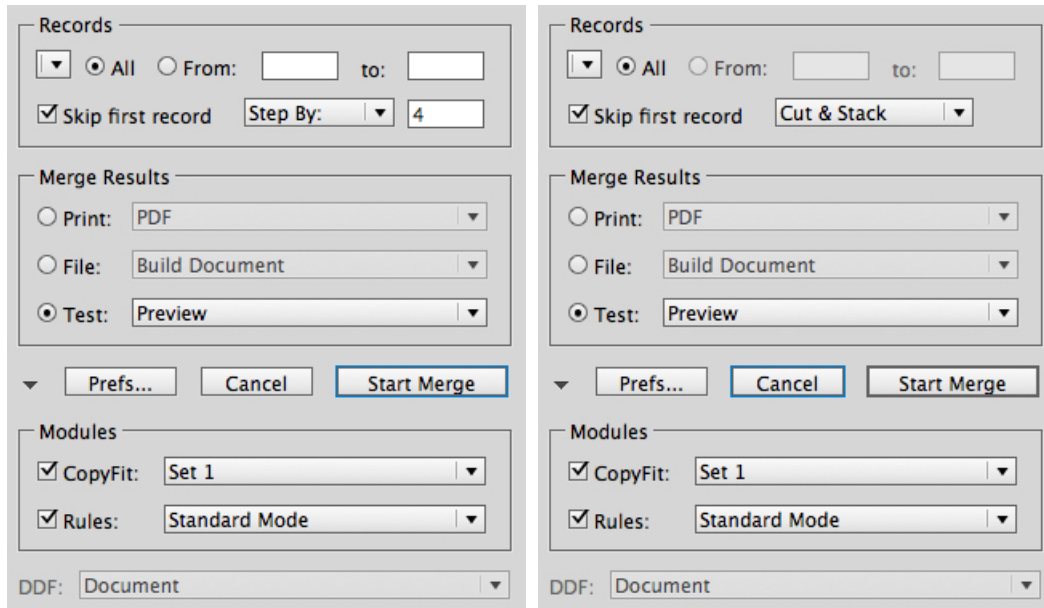 Records
All From: to:
Skip first record Step By: 4
Merge Results
Print: PDF
File: Build Document
Test: Preview
Prefs... Cancel Start Merge
Modules
CopyFit: Set 1
Rules: Standard Mode
DDF: Document
Records
All From: to:
Skip first record Cut & Stack
Merge Results
Print: PDF
File: Build Document
Test: Preview
Prefs... Cancel Start Merge
Modules
CopyFit: Set 1
Rules: Standard Mode
DDF: Document